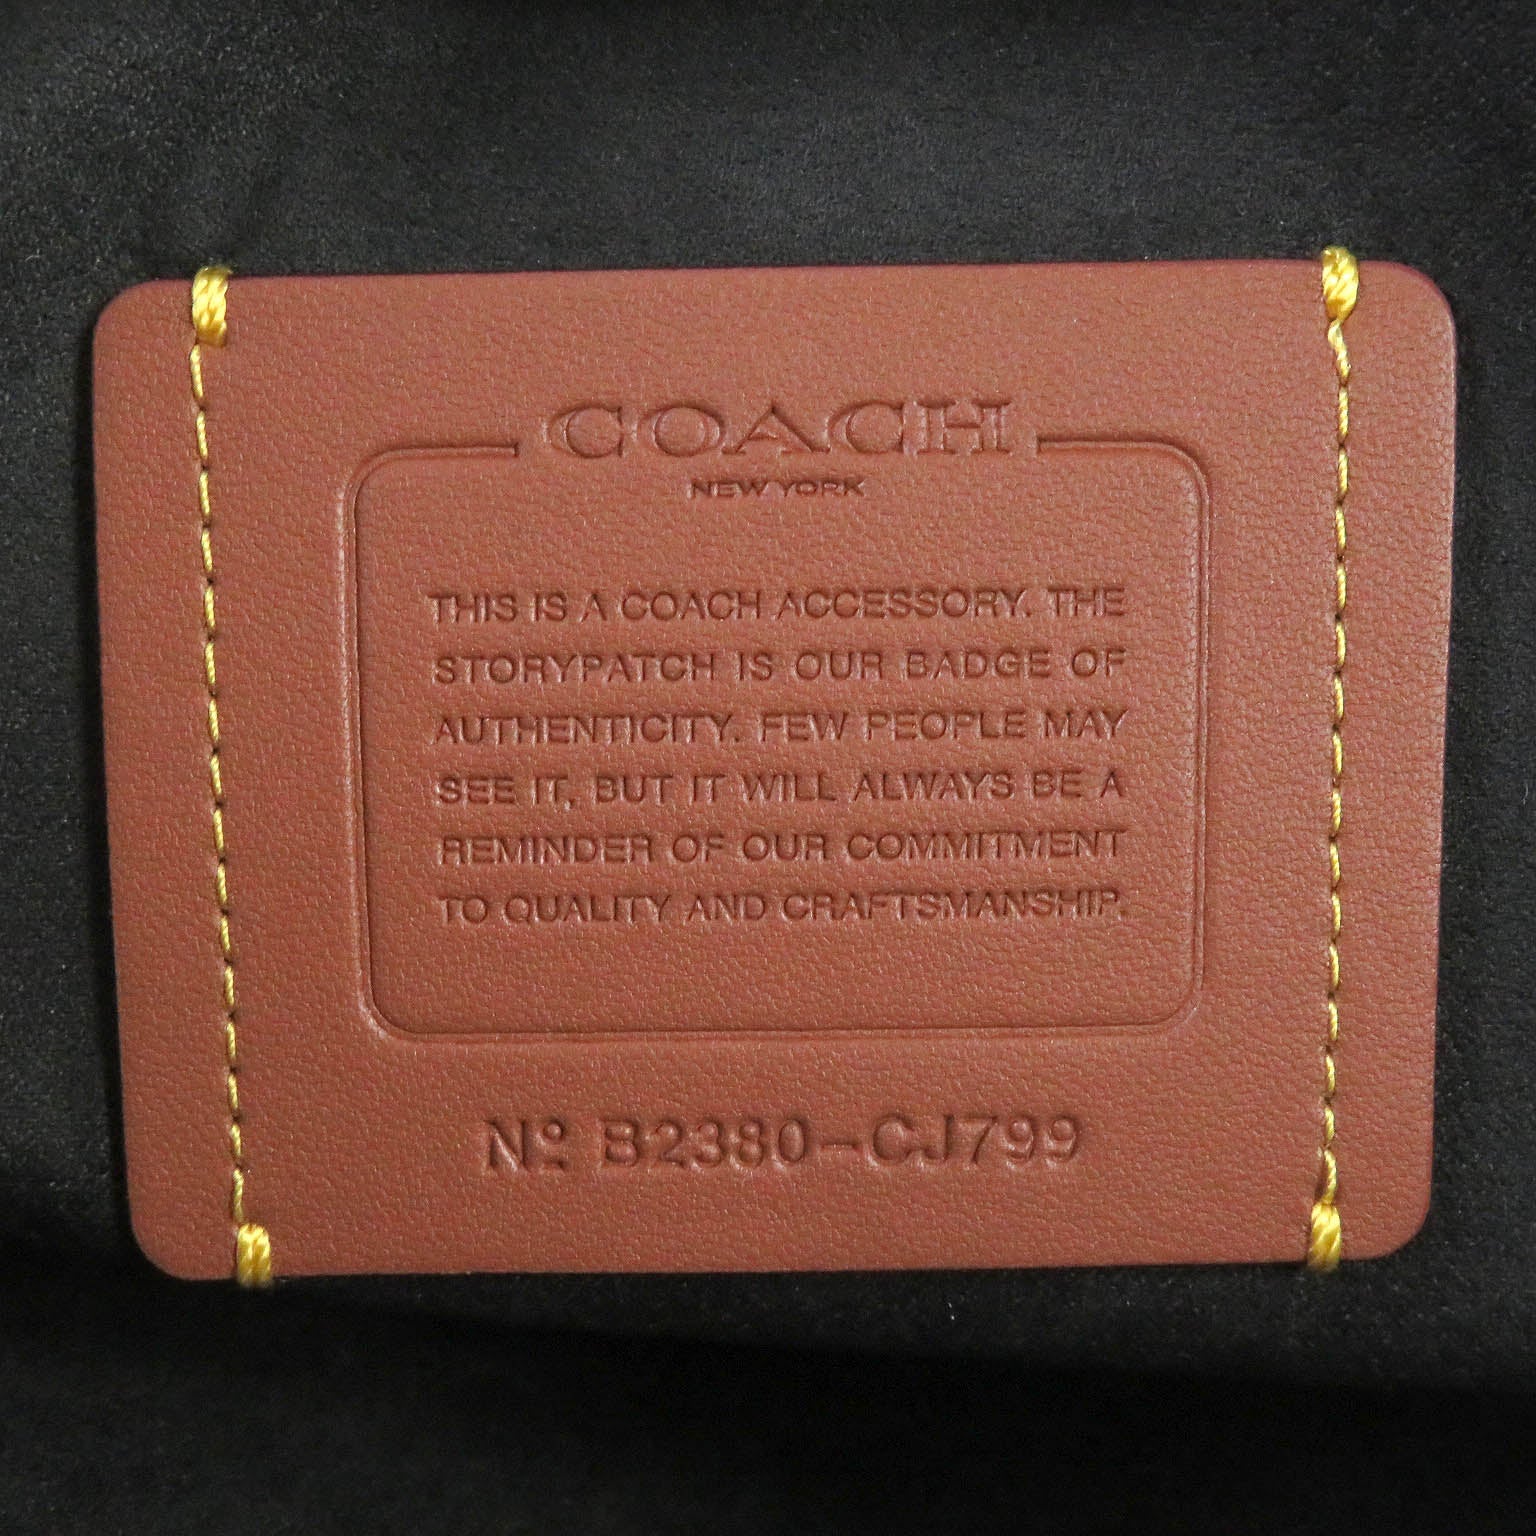 COACH
NEW YORK
THIS IS A COACH ACCESSORY. THE
STORYPATCH IS OUR BADGE OF
AUTHENTICITY. FEW PEOPLE MAY
SEE IT, BUT IT WILL ALWAYS BE A
REMINDER OF OUR COMMITMENT
TO QUALITY AND CRAFTSMANSHIP.
Nº B2380-CJ799